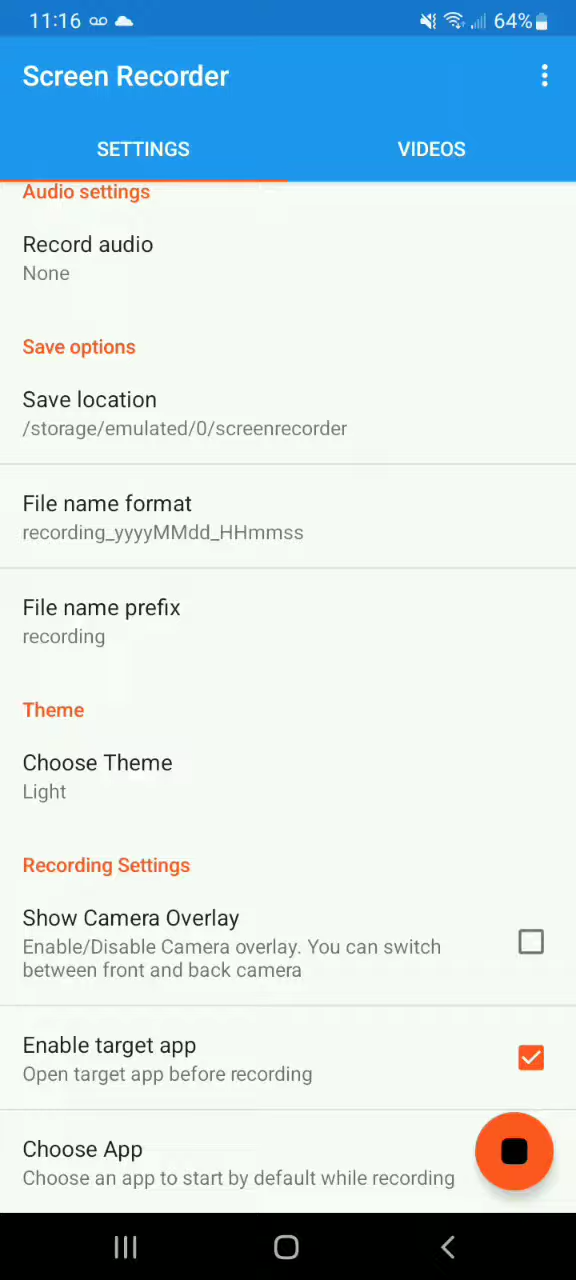 11:16
64%
Screen Recorder
SETTINGS
VIDEOS
Audio settings
Record audio
None
Save options
Save location
/storage/emulated/0/screenrecorder
File name format
recording_yyyyMMdd_HHmmss
File name prefix
recording
Theme
Choose Theme
Light
Recording Settings
Show Camera Overlay
Enable/Disable Camera overlay. You can switch
between front and back camera
Enable target app
Open target app before recording
Choose App
Choose an app to start by default while recording